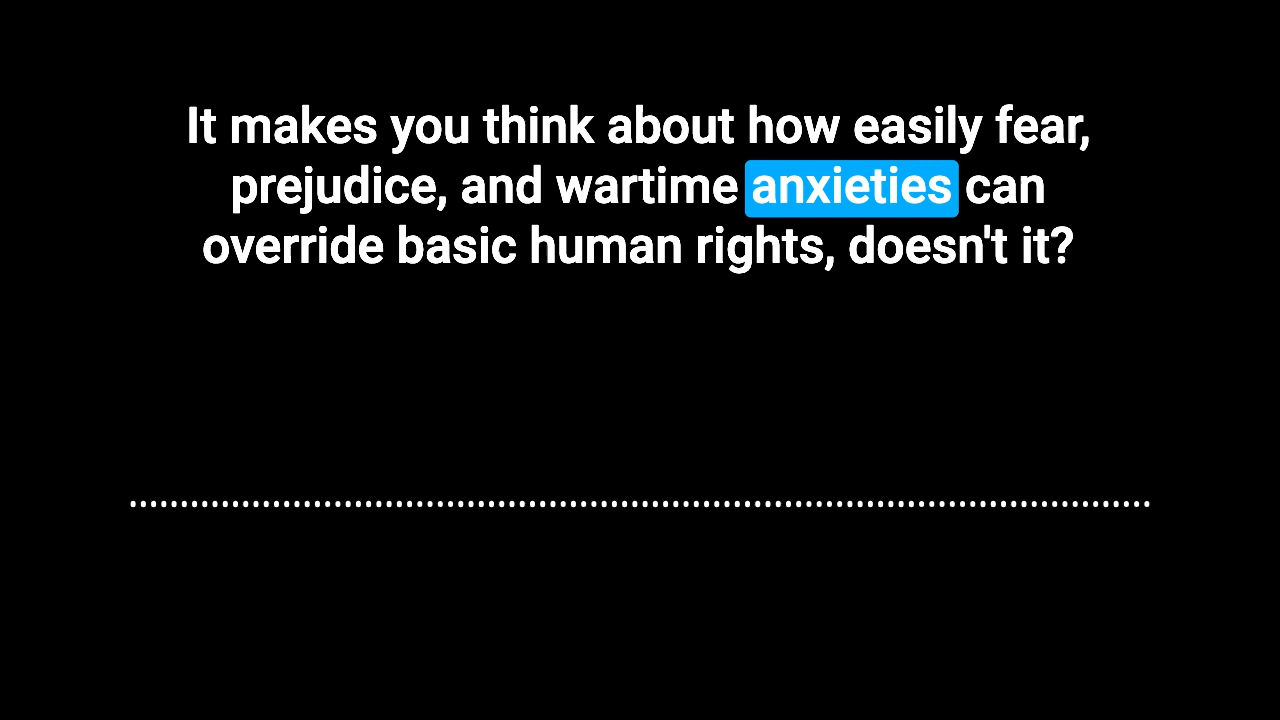 It makes you think about how easily fear,
prejudice, and wartime anxieties can
override basic human rights, doesn't it?